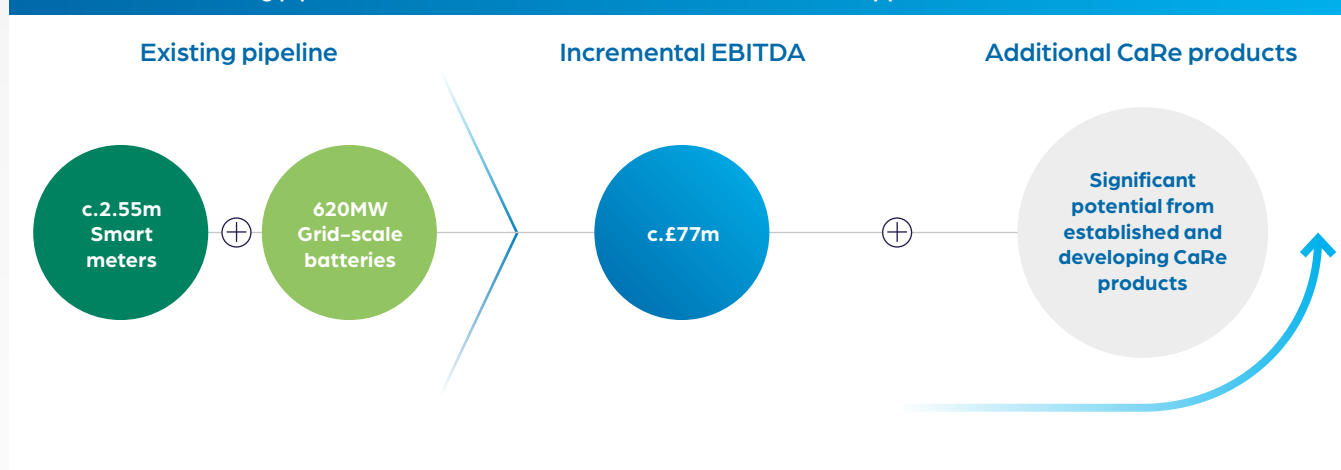 Existing pipeline
Incremental EBITDA
Additional CaRe products
c.2.55m
Smart
meters
620MW
Grid-scale
batteries
c.£77m
Significant
potential from
established and
developing CaRe
products